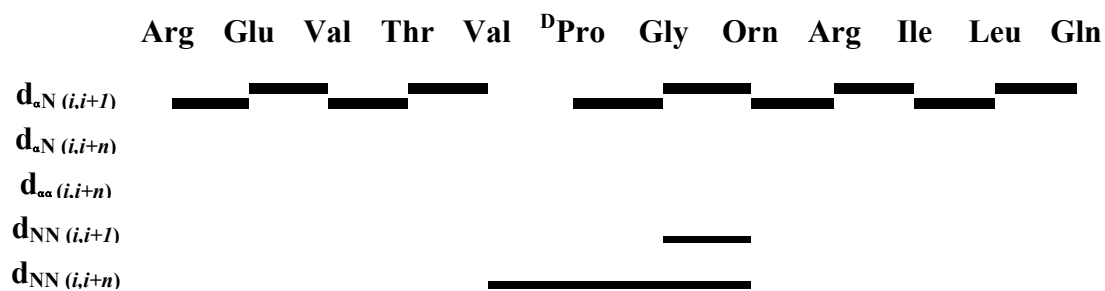 Arg Glu Val Thr Val ᴰPro Gly Orn Arg Ile Leu Gln
dαN (i,i+1)
dαN (i,i+n)
dαα (i,i+n)
dNN (i,i+1)
dNN (i,i+n)